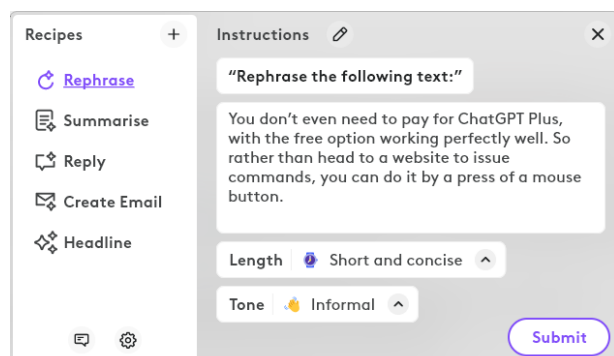 Recipes
Rephrase
Summarise
Reply
Create Email
Headline
Instructions
“Rephrase the following text:”
You don’t even need to pay for ChatGPT Plus,
with the free option working perfectly well. So
rather than head to a website to issue
commands, you can do it by a press of a mouse
button.
Length Short and concise
Tone Informal
Submit